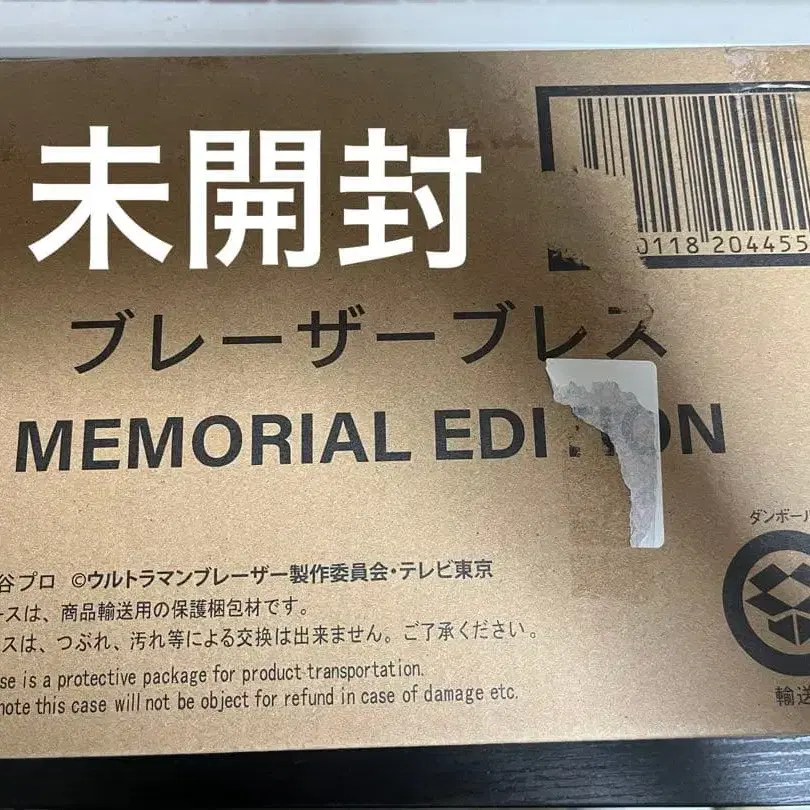 未開封
0118 204455
ブレーザーブレス
MEMORIAL EDITION
谷プロ ©ウルトラマンブレーザー製作委員会・テレビ東京
ースは、商品輸送用の保護梱包材です。
スは、つぶれ、汚れ等による交換は出来ません。ご了承ください。
se is a protective package for product transportation.
note this case will not be object for refund in case of damage etc.
ダンボール
輸送